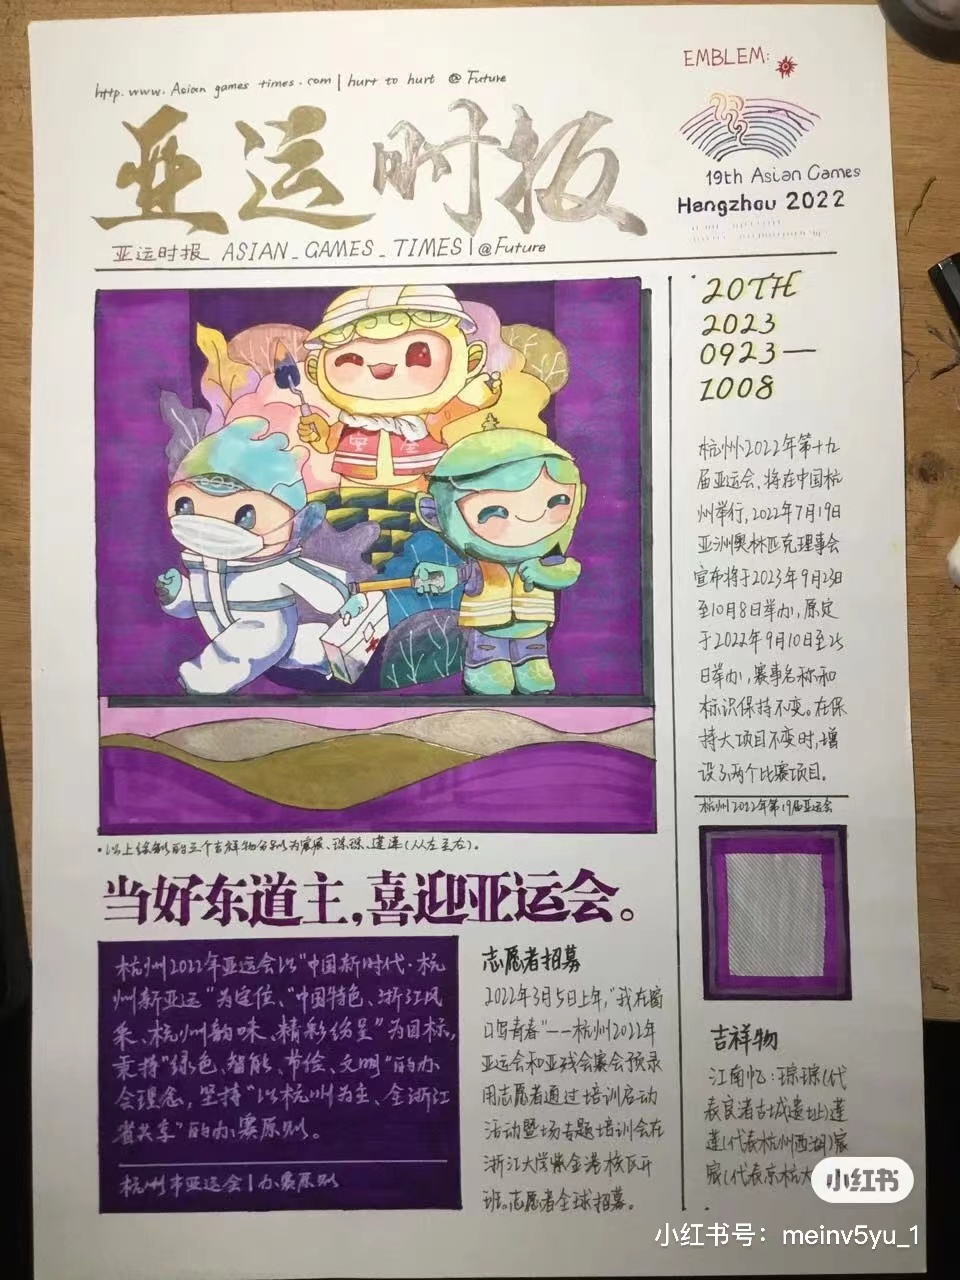 http. www. Asian games times. com | hurt to hurt @ Future
EMBLEM:
亚运时报
19th Asian Games
Hangzhou 2022
亚运时报 ASIAN_GAMES_TIMES|@Future
20TH
2023
0923—
1008
安全
杭州2022年第十九
届亚运会,将在中国杭
州举行,2022年7月19日
亚洲奥林匹克理事会
宣布将于2023年9月23日
至10月8日举办,原定
于2022年9月10日至25
日举办,赛事名称和
标识保持不变。在保
持大项目不变时,增
设了两个比赛项目。
杭州2022年第19届亚运会
•以上绘制的三个吉祥物分别为宸宸、琮琮、莲莲(从左至右)。
当好东道主,喜迎亚运会。
杭州2022年亚运会以“中国新时代·杭
州新亚运”为定位、“中国特色、浙江风
采、杭州韵味、精彩纷呈”为目标,
秉持“绿色、智能、节俭、文明”的办
会理念,坚持“以杭州为主、全浙江
省共享”的办赛原则。
杭州市亚运会|办赛原则
志愿者招募
2022年3月5日上午,“我在窗
口写青春”——杭州2022年
亚运会和亚残会赛会预录
用志愿者通过培训启动
活动暨场专题培训会在
浙江大学紫金港校区开
班。志愿者全球招募。
吉祥物
江南忆:琮琮(代
表良渚古城遗址)莲
莲(代表杭州西湖)宸
宸(代表京杭大
小红书
小红书号:meinv5yu_1